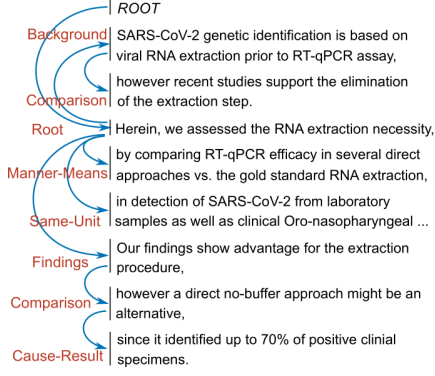 ROOT
Background
SARS-CoV-2 genetic identification is based on
viral RNA extraction prior to RT-qPCR assay,
however recent studies support the elimination
Comparison
of the extraction step.
Root
Herein, we assessed the RNA extraction necessity,
by comparing RT-qPCR efficacy in several direct
Manner-Means
approaches vs. the gold standard RNA extraction,
in detection of SARS-CoV-2 from laboratory
Same-Unit
samples as well as clinical Oro-nasopharyngeal ...
Our findings show advantage for the extraction
Findings
procedure,
however a direct no-buffer approach might be an
Comparison
alternative,
since it identified up to 70% of positive clinial
Cause-Result
specimens.